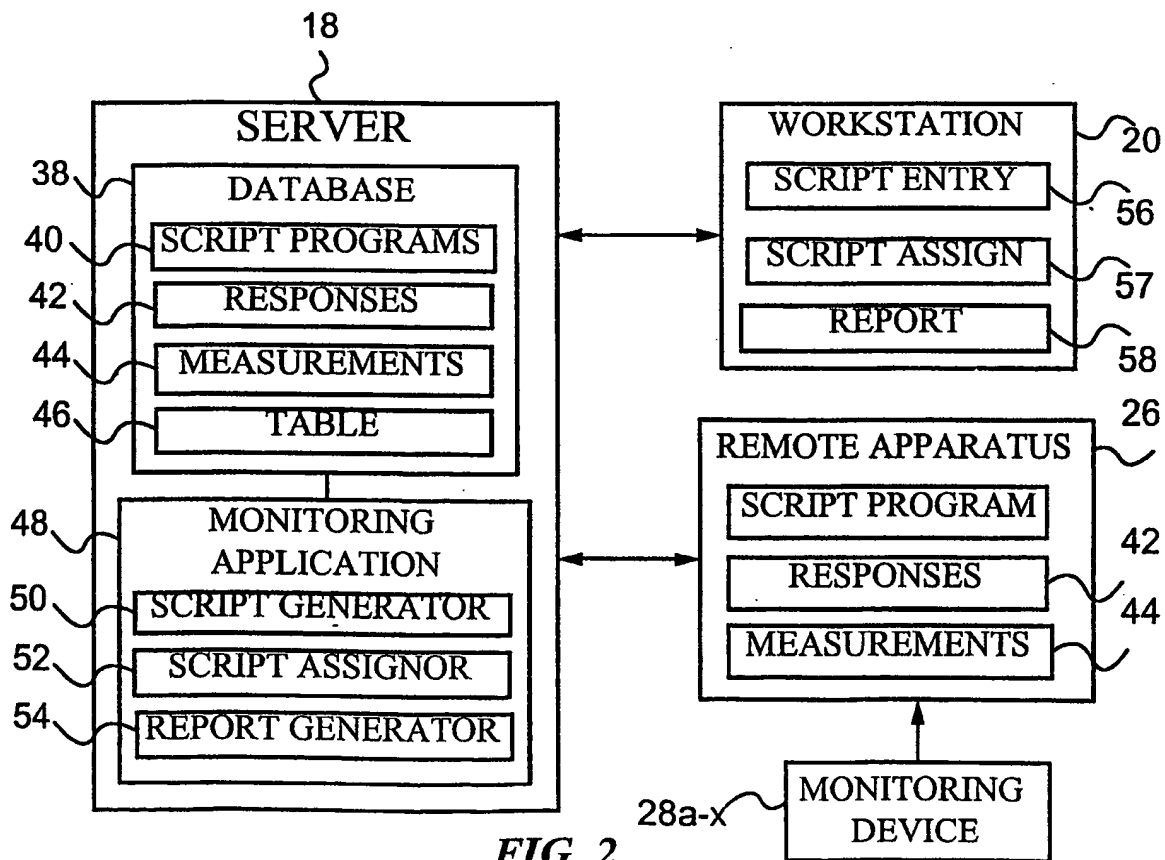 18
SERVER
38
DATABASE
40
SCRIPT PROGRAMS
42
RESPONSES
44
MEASUREMENTS
46
TABLE
48
MONITORING
APPLICATION
50
SCRIPT GENERATOR
52
SCRIPT ASSIGNOR
54
REPORT GENERATOR
WORKSTATION
20
SCRIPT ENTRY
56
SCRIPT ASSIGN
57
REPORT
58
26
REMOTE APPARATUS
SCRIPT PROGRAM
42
RESPONSES
44
MEASUREMENTS
28a-x
MONITORING
DEVICE
FIG. 2